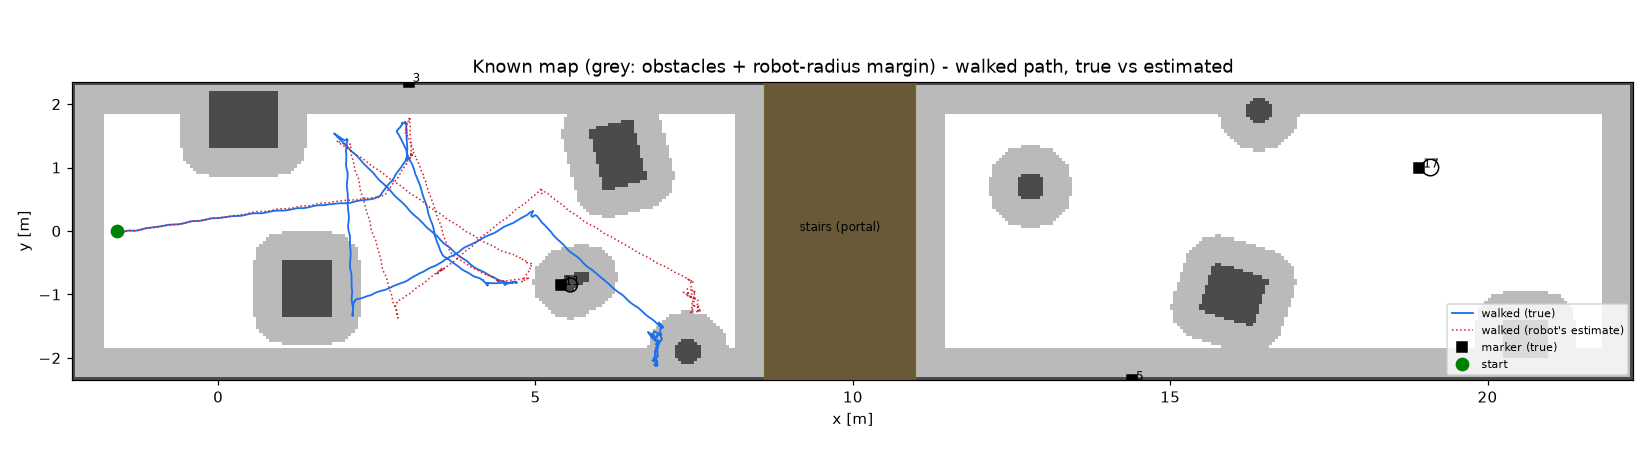 Known map (grey: obstacles + robot-radius margin) - walked path, true vs estimated
3
17
stairs (portal)
5
walked (true)
walked (robot's estimate)
marker (true)
start
2
1
0
−1
−2
y [m]
0
5
10
15
20
x [m]